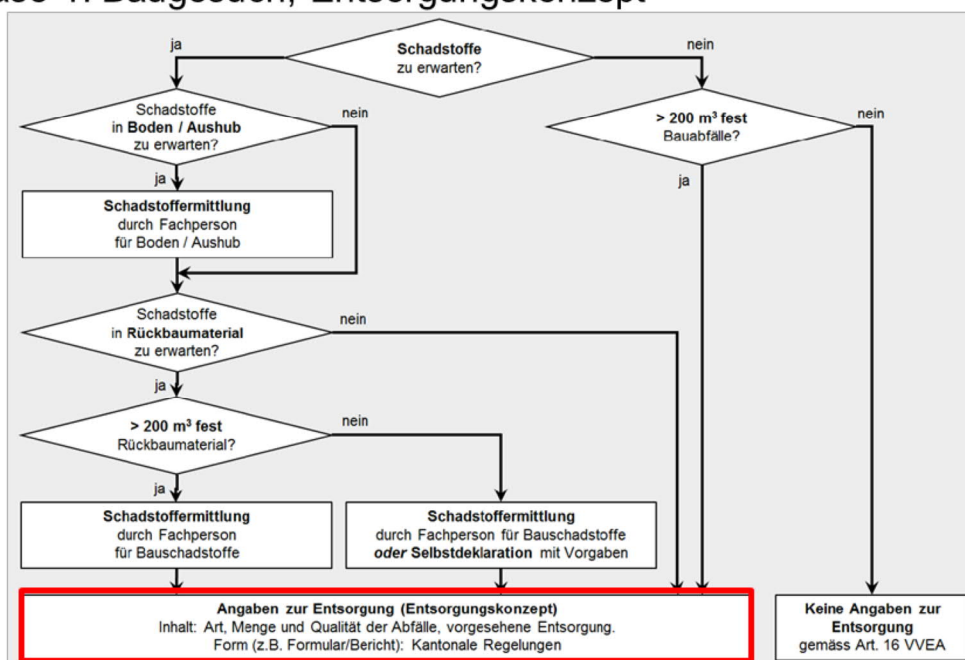 Schadstoffe
zu erwarten?
ja
nein
Schadstoffe
in Boden / Aushub
zu erwarten?
nein
> 200 m³ fest
Bauabfälle?
nein
ja
ja
Schadstoffermittlung
durch Fachperson
für Boden / Aushub
Schadstoffe
in Rückbaumaterial
zu erwarten?
nein
ja
> 200 m³ fest
Rückbaumaterial?
nein
ja
Schadstoffermittlung
durch Fachperson
für Bauschadstoffe
Schadstoffermittlung
durch Fachperson für Bauschadstoffe
oder Selbstdeklaration mit Vorgaben
Angaben zur Entsorgung (Entsorgungskonzept)
Inhalt: Art, Menge und Qualität der Abfälle, vorgesehene Entsorgung.
Form (z.B. Formular/Bericht): Kantonale Regelungen
Keine Angaben zur
Entsorgung
gemäss Art. 16 VVEA